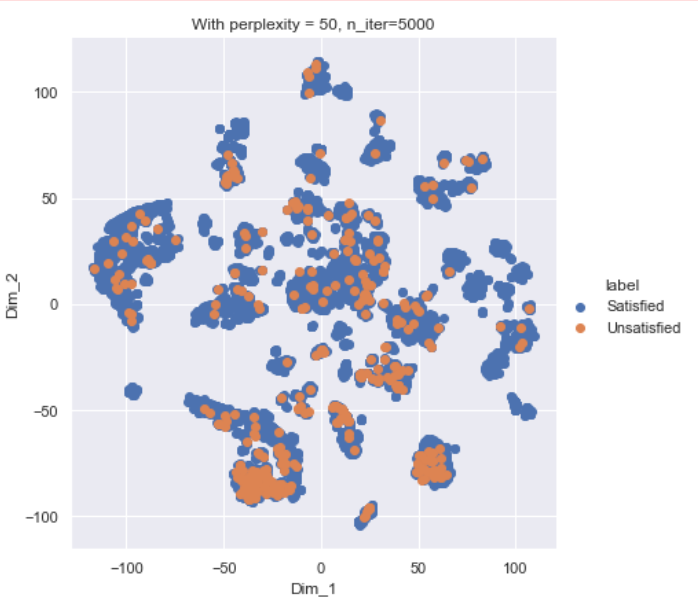 With perplexity = 50, n_iter=5000
100
50
0
−50
−100
Dim_2
−100
−50
0
50
100
Dim_1
label
Satisfied
Unsatisfied